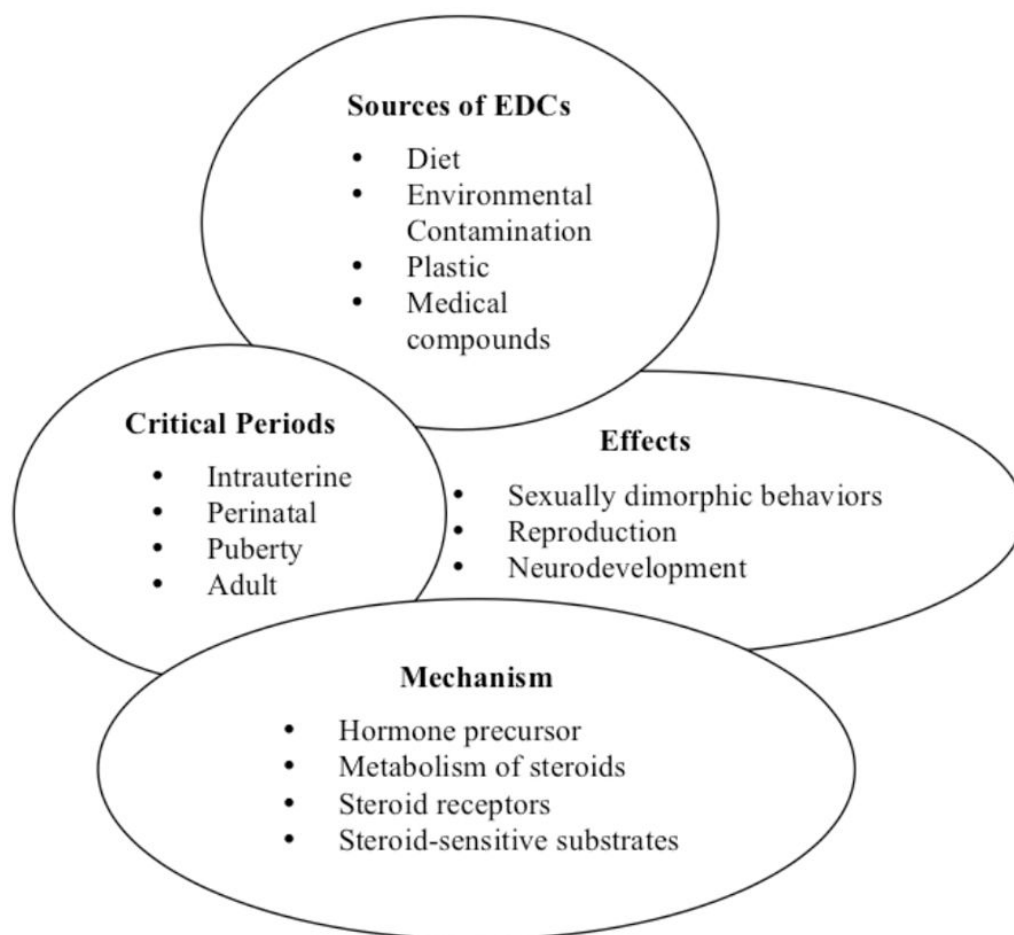 Sources of EDCs
• Diet
• Environmental
Contamination
• Plastic
• Medical
compounds
Critical Periods
• Intrauterine
• Perinatal
• Puberty
• Adult
Effects
• Sexually dimorphic behaviors
• Reproduction
• Neurodevelopment
Mechanism
• Hormone precursor
• Metabolism of steroids
• Steroid receptors
• Steroid-sensitive substrates